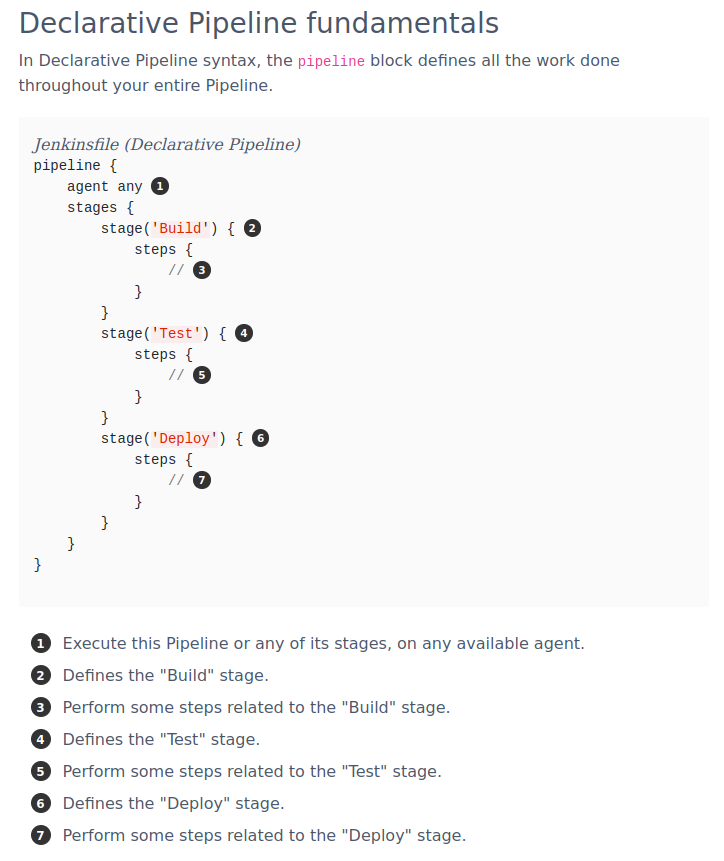 Declarative Pipeline fundamentals
In Declarative Pipeline syntax, the pipeline block defines all the work done
throughout your entire Pipeline.
Jenkinsfile (Declarative Pipeline)
pipeline {
    agent any 1
    stages {
        stage('Build') { 2
            steps {
                // 3
            }
        }
        stage('Test') { 4
            steps {
                // 5
            }
        }
        stage('Deploy') { 6
            steps {
                // 7
            }
        }
    }
}
1 Execute this Pipeline or any of its stages, on any available agent.
2 Defines the "Build" stage.
3 Perform some steps related to the "Build" stage.
4 Defines the "Test" stage.
5 Perform some steps related to the "Test" stage.
6 Defines the "Deploy" stage.
7 Perform some steps related to the "Deploy" stage.